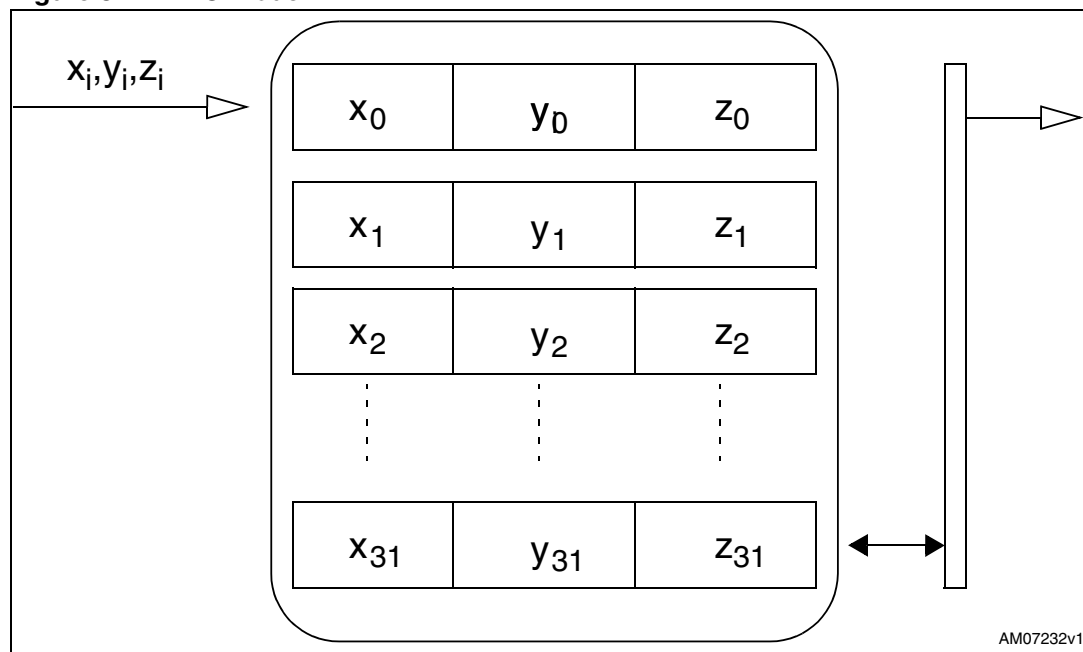 xᵢ,yᵢ,zᵢ
x₀ y₀ z₀
x₁ y₁ z₁
x₂ y₂ z₂
x₃₁ y₃₁ z₃₁
AM07232v1